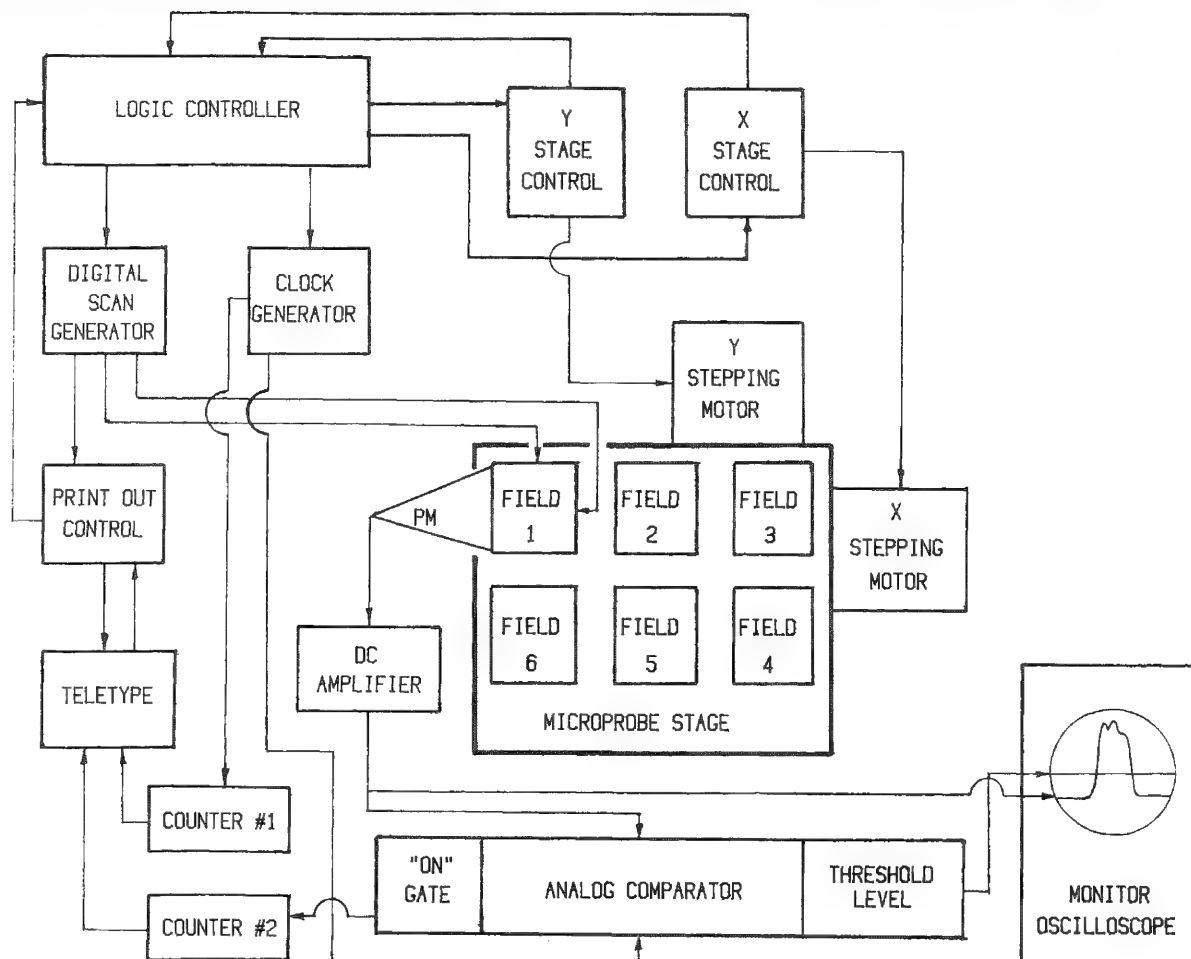 LOGIC CONTROLLER
Y
STAGE
CONTROL
X
STAGE
CONTROL
DIGITAL
SCAN
GENERATOR
CLOCK
GENERATOR
Y
STEPPING
MOTOR
PRINT OUT
CONTROL
PM
FIELD
1
FIELD
2
FIELD
3
X
STEPPING
MOTOR
FIELD
6
FIELD
5
FIELD
4
DC
AMPLIFIER
TELETYPE
MICROPROBE STAGE
COUNTER #1
"ON"
GATE
ANALOG COMPARATOR
THRESHOLD
LEVEL
COUNTER #2
MONITOR
OSCILLOSCOPE